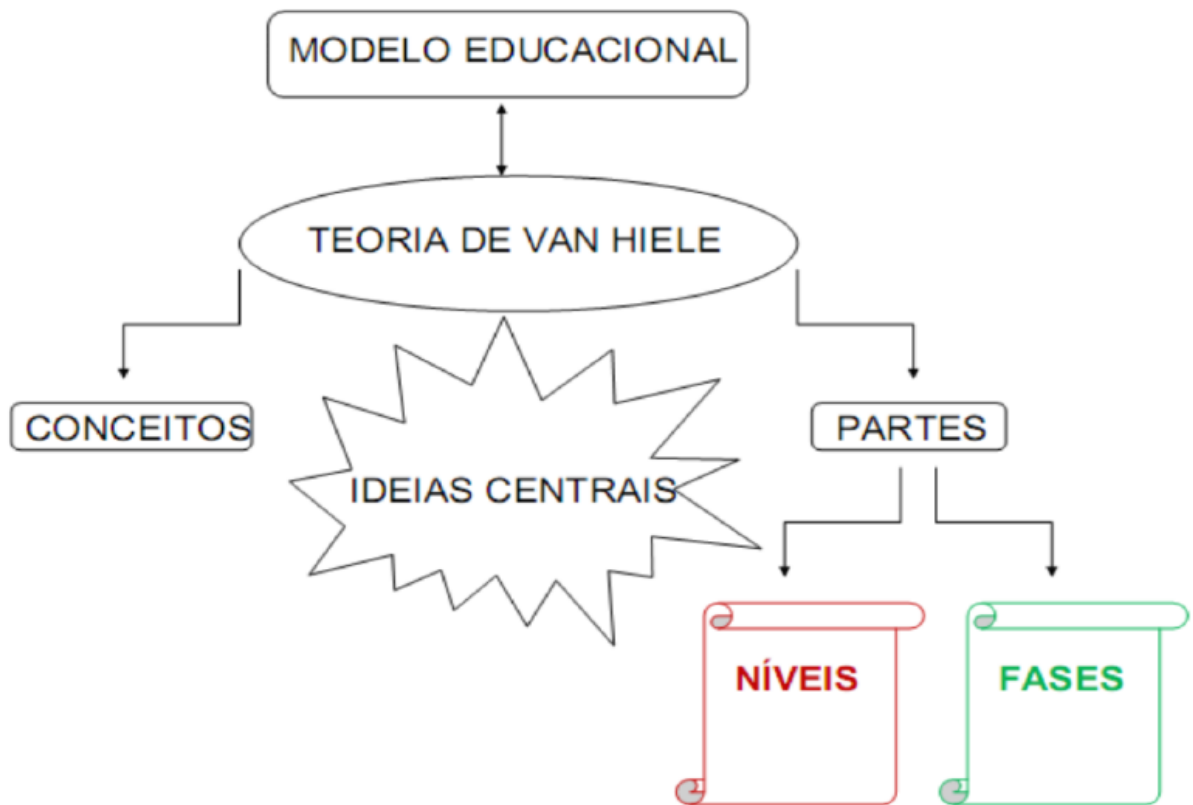 MODELO EDUCACIONAL
TEORIA DE VAN HIELE
CONCEITOS
IDEIAS CENTRAIS
PARTES
NÍVEIS
FASES